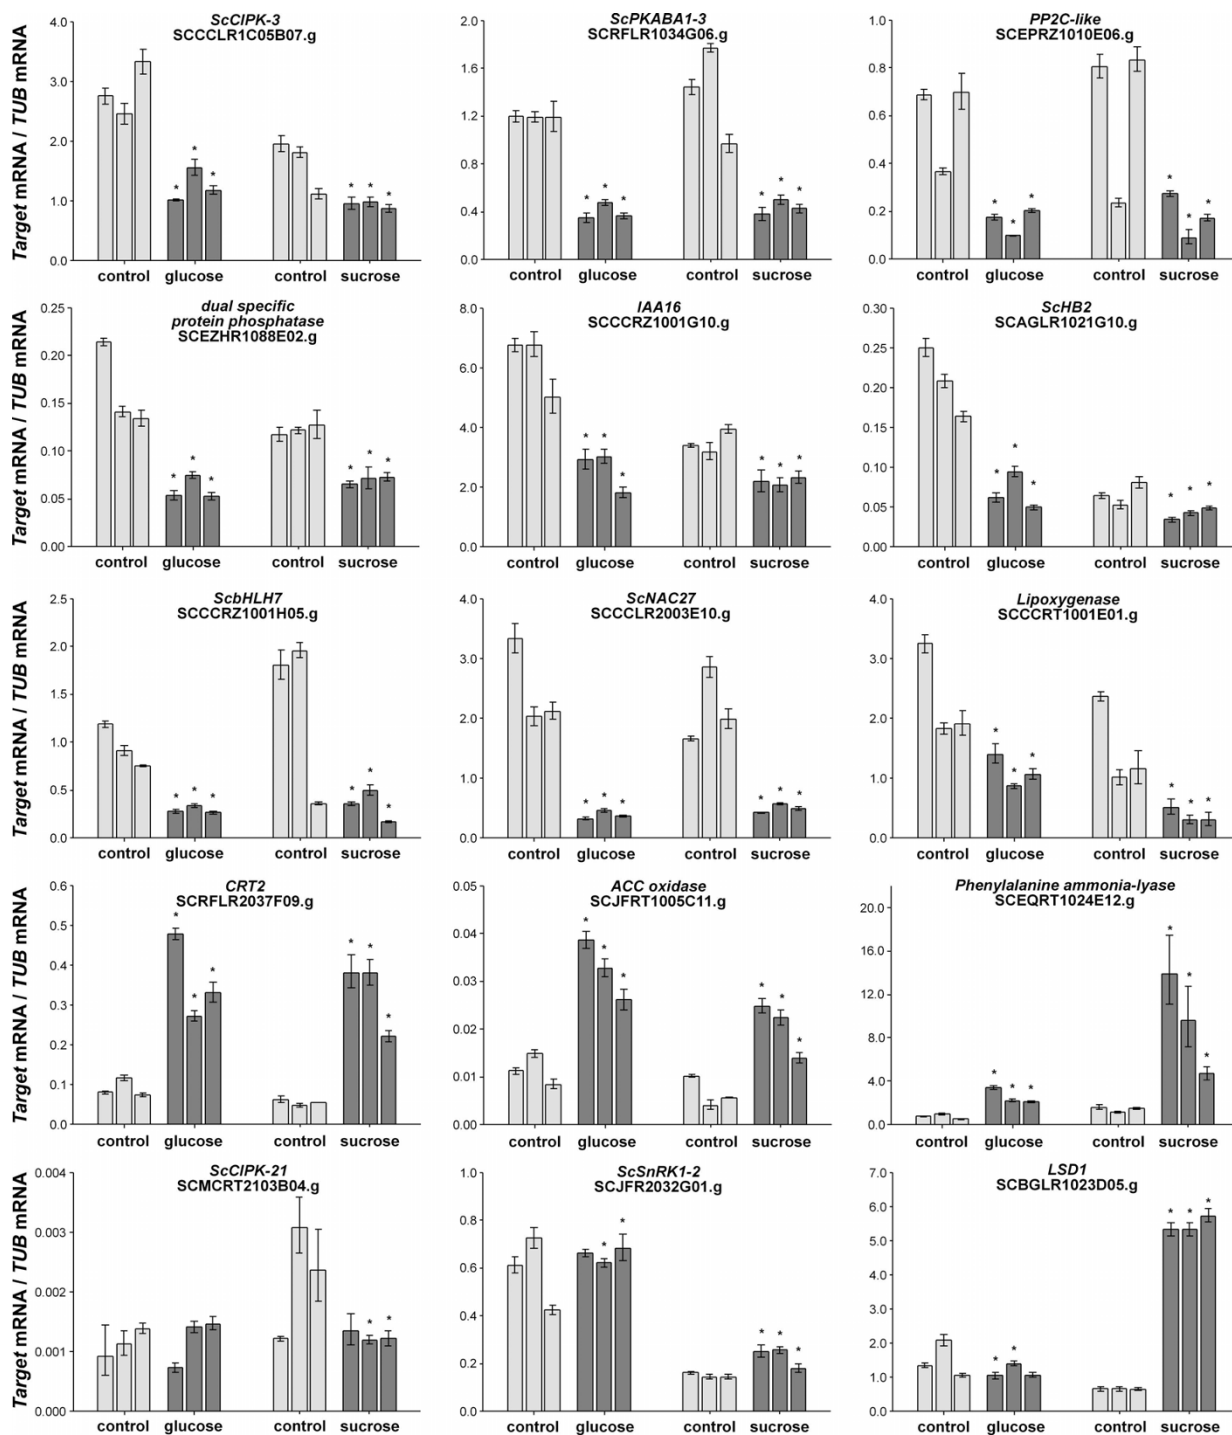 ScCIPK-3
SCCCLR1C05B07.g
Target mRNA / TUB mRNA
4.0
3.0
2.0
1.0
0.0
* * * * * *
control glucose control sucrose
ScPKABA1-3
SCRFLR1034G06.g
2.0
1.6
1.2
0.8
0.4
0.0
* * * * * *
control glucose control sucrose
PP2C-like
SCEPRZ1010E06.g
1.0
0.8
0.6
0.4
0.2
0.0
* * * * * *
control glucose control sucrose
dual specific
protein phosphatase
SCEZHR1088E02.g
Target mRNA / TUB mRNA
0.25
0.20
0.15
0.10
0.05
0.00
* * * * * *
control glucose control sucrose
IAA16
SCCCRZ1001G10.g
8.0
6.0
4.0
2.0
0.0
* * * * * *
control glucose control sucrose
ScHB2
SCAGLR1021G10.g
0.30
0.25
0.20
0.15
0.10
0.05
0.00
* * * * * *
control glucose control sucrose
ScbHLH7
SCCCRZ1001H05.g
Target mRNA / TUB mRNA
2.5
2.0
1.5
1.0
0.5
0.0
* * * * * *
control glucose control sucrose
ScNAC27
SCCCLR2003E10.g
4.0
3.0
2.0
1.0
0.0
* * * * * *
control glucose control sucrose
Lipoxygenase
SCCCRT1001E01.g
4.0
3.0
2.0
1.0
0.0
* * * * * *
control glucose control sucrose
CRT2
SCRFLR2037F09.g
Target mRNA / TUB mRNA
0.6
0.5
0.4
0.3
0.2
0.1
0.0
* * * * * *
control glucose control sucrose
ACC oxidase
SCJFRT1005C11.g
0.05
0.04
0.03
0.02
0.01
0.00
* * * * * *
control glucose control sucrose
Phenylalanine ammonia-lyase
SCEQRT1024E12.g
20.0
16.0
12.0
8.0
4.0
0.0
* * * * * *
control glucose control sucrose
ScCIPK-21
SCMCRT2103B04.g
Target mRNA / TUB mRNA
0.004
0.003
0.002
0.001
0.000
* *
control glucose control sucrose
ScSnRK1-2
SCJFR2032G01.g
1.0
0.8
0.6
0.4
0.2
0.0
* * * * *
control glucose control sucrose
LSD1
SCBGLR1023D05.g
7.0
6.0
5.0
4.0
3.0
2.0
1.0
0.0
* * * * *
control glucose control sucrose